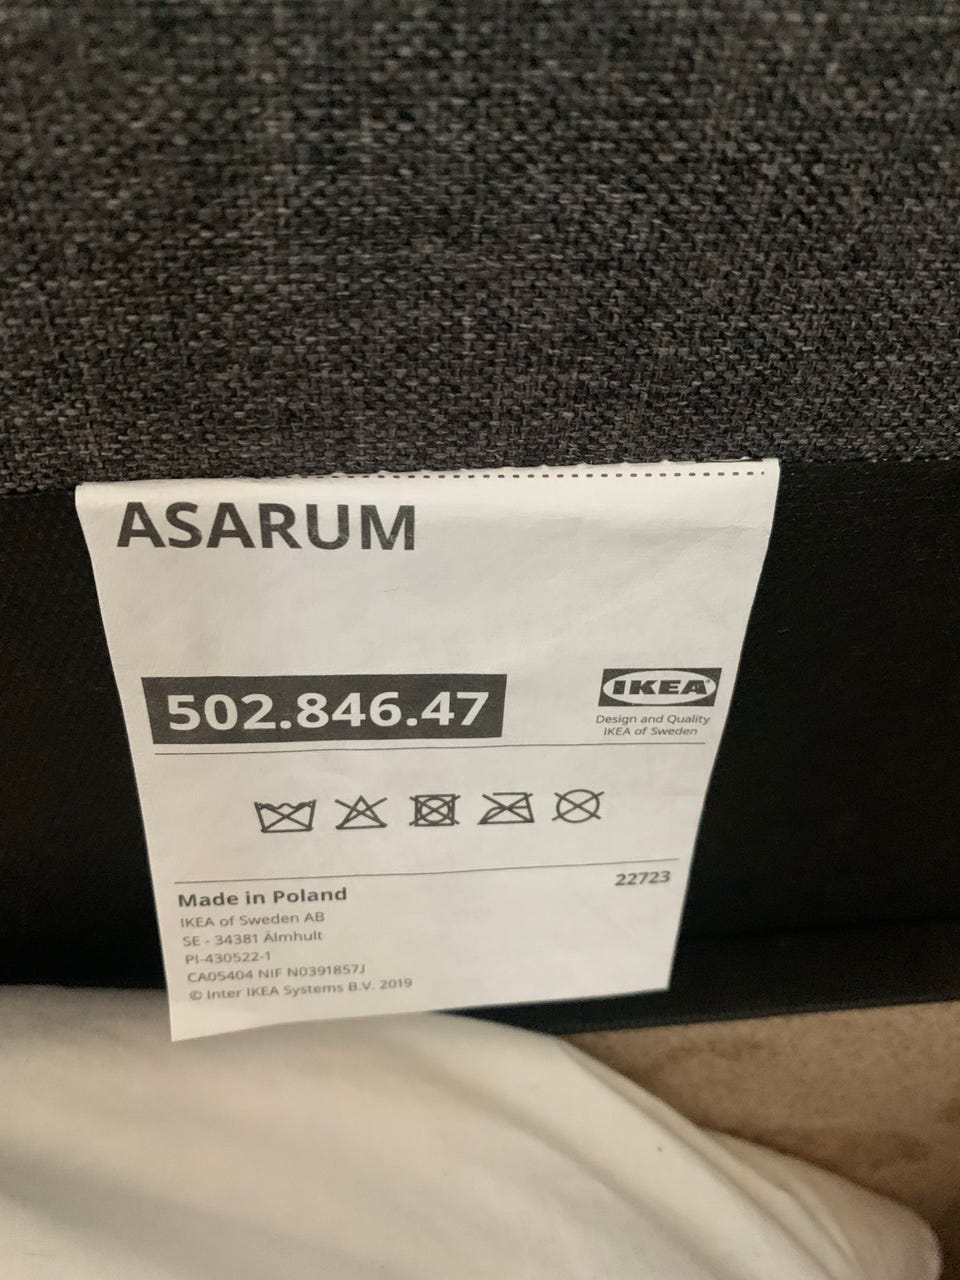 ASARUM
502.846.47
IKEA®
Design and Quality
IKEA of Sweden
22723
Made in Poland
IKEA of Sweden AB
SE - 34381 Älmhult
PI-430522-1
CA05404 NIF N0391857J
© Inter IKEA Systems B.V. 2019